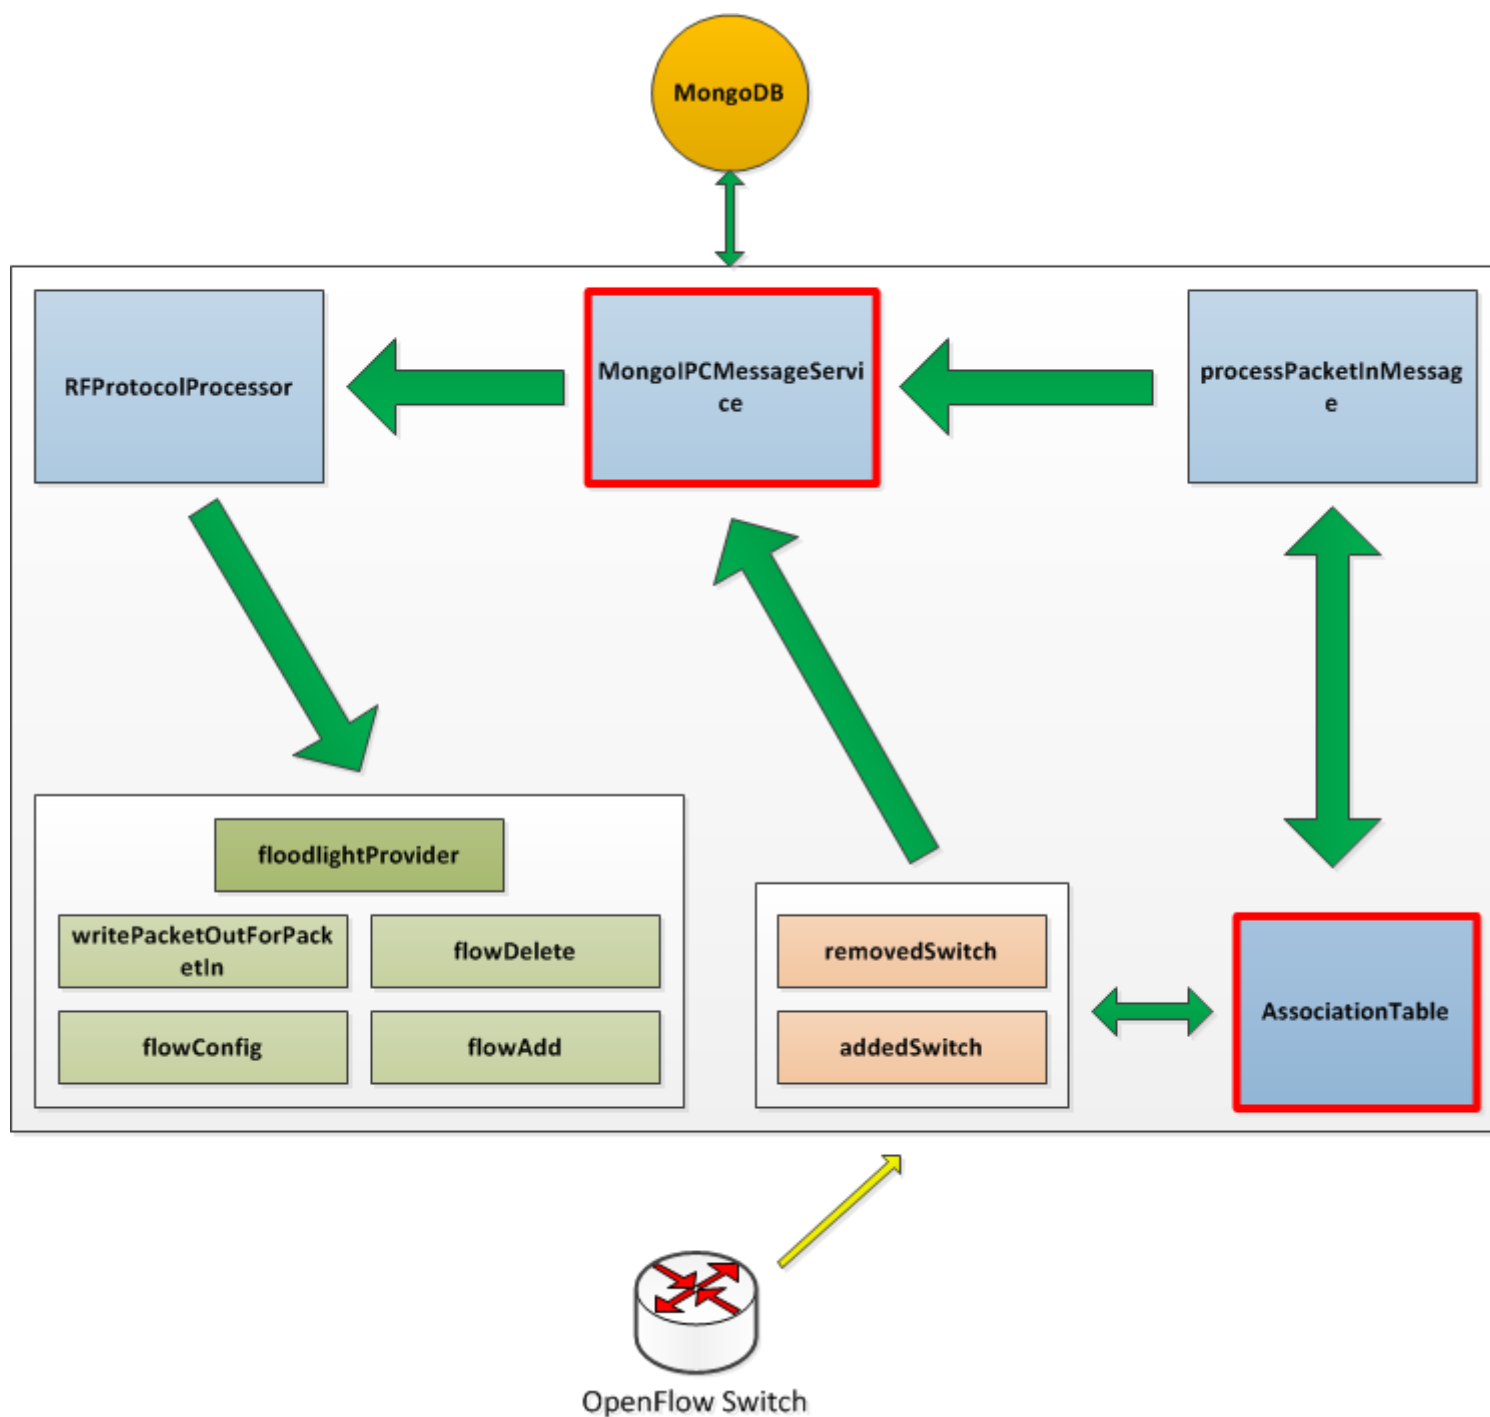 MongoDB
RFProtocolProcessor
MongoIPCMessageServi
ce
processPacketInMessag
e
floodlightProvider
writePacketOutForPack
etIn
flowDelete
flowConfig
flowAdd
removedSwitch
addedSwitch
AssociationTable
OpenFlow Switch